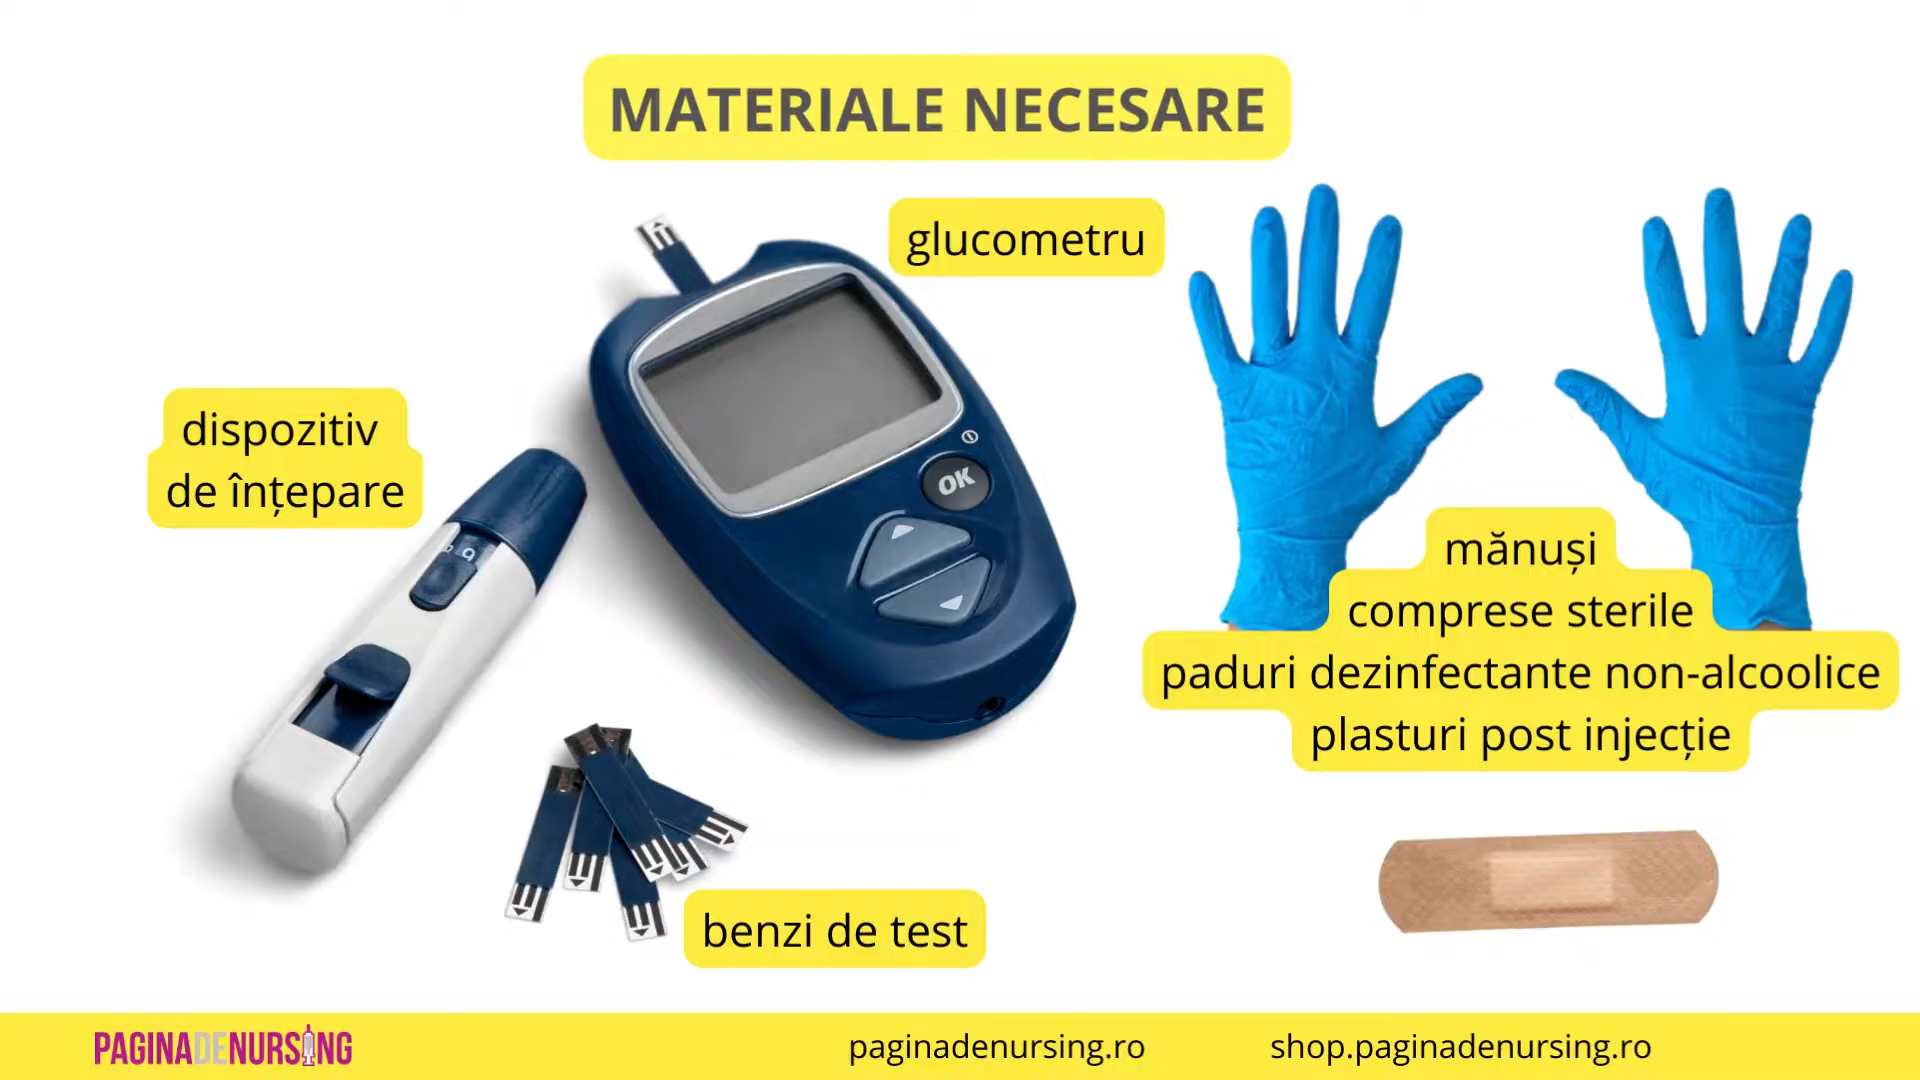 MATERIALE NECESARE
glucometru
dispozitiv
de înțepare
OK
mănuși
comprese sterile
paduri dezinfectante non-alcoolice
plasturi post injecție
benzi de test
PAGINADENURSING
paginadenursing.ro
shop.paginadenursing.ro